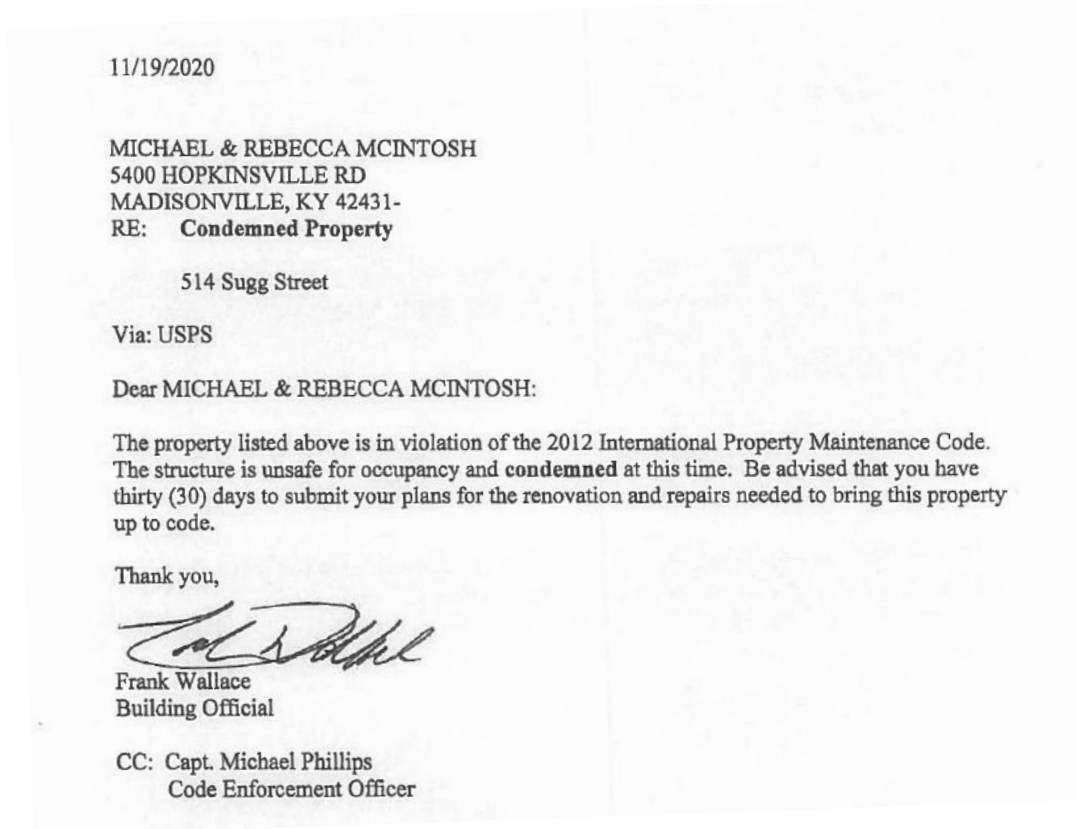 11/19/2020
MICHAEL & REBECCA MCINTOSH
5400 HOPKINSVILLE RD
MADISONVILLE, KY 42431-
RE: Condemned Property
514 Sugg Street
Via: USPS
Dear MICHAEL & REBECCA MCINTOSH:
The property listed above is in violation of the 2012 International Property Maintenance Code.
The structure is unsafe for occupancy and condemned at this time. Be advised that you have
thirty (30) days to submit your plans for the renovation and repairs needed to bring this property
up to code.
Thank you,
Frank Wallace
Building Official
CC: Capt. Michael Phillips
Code Enforcement Officer